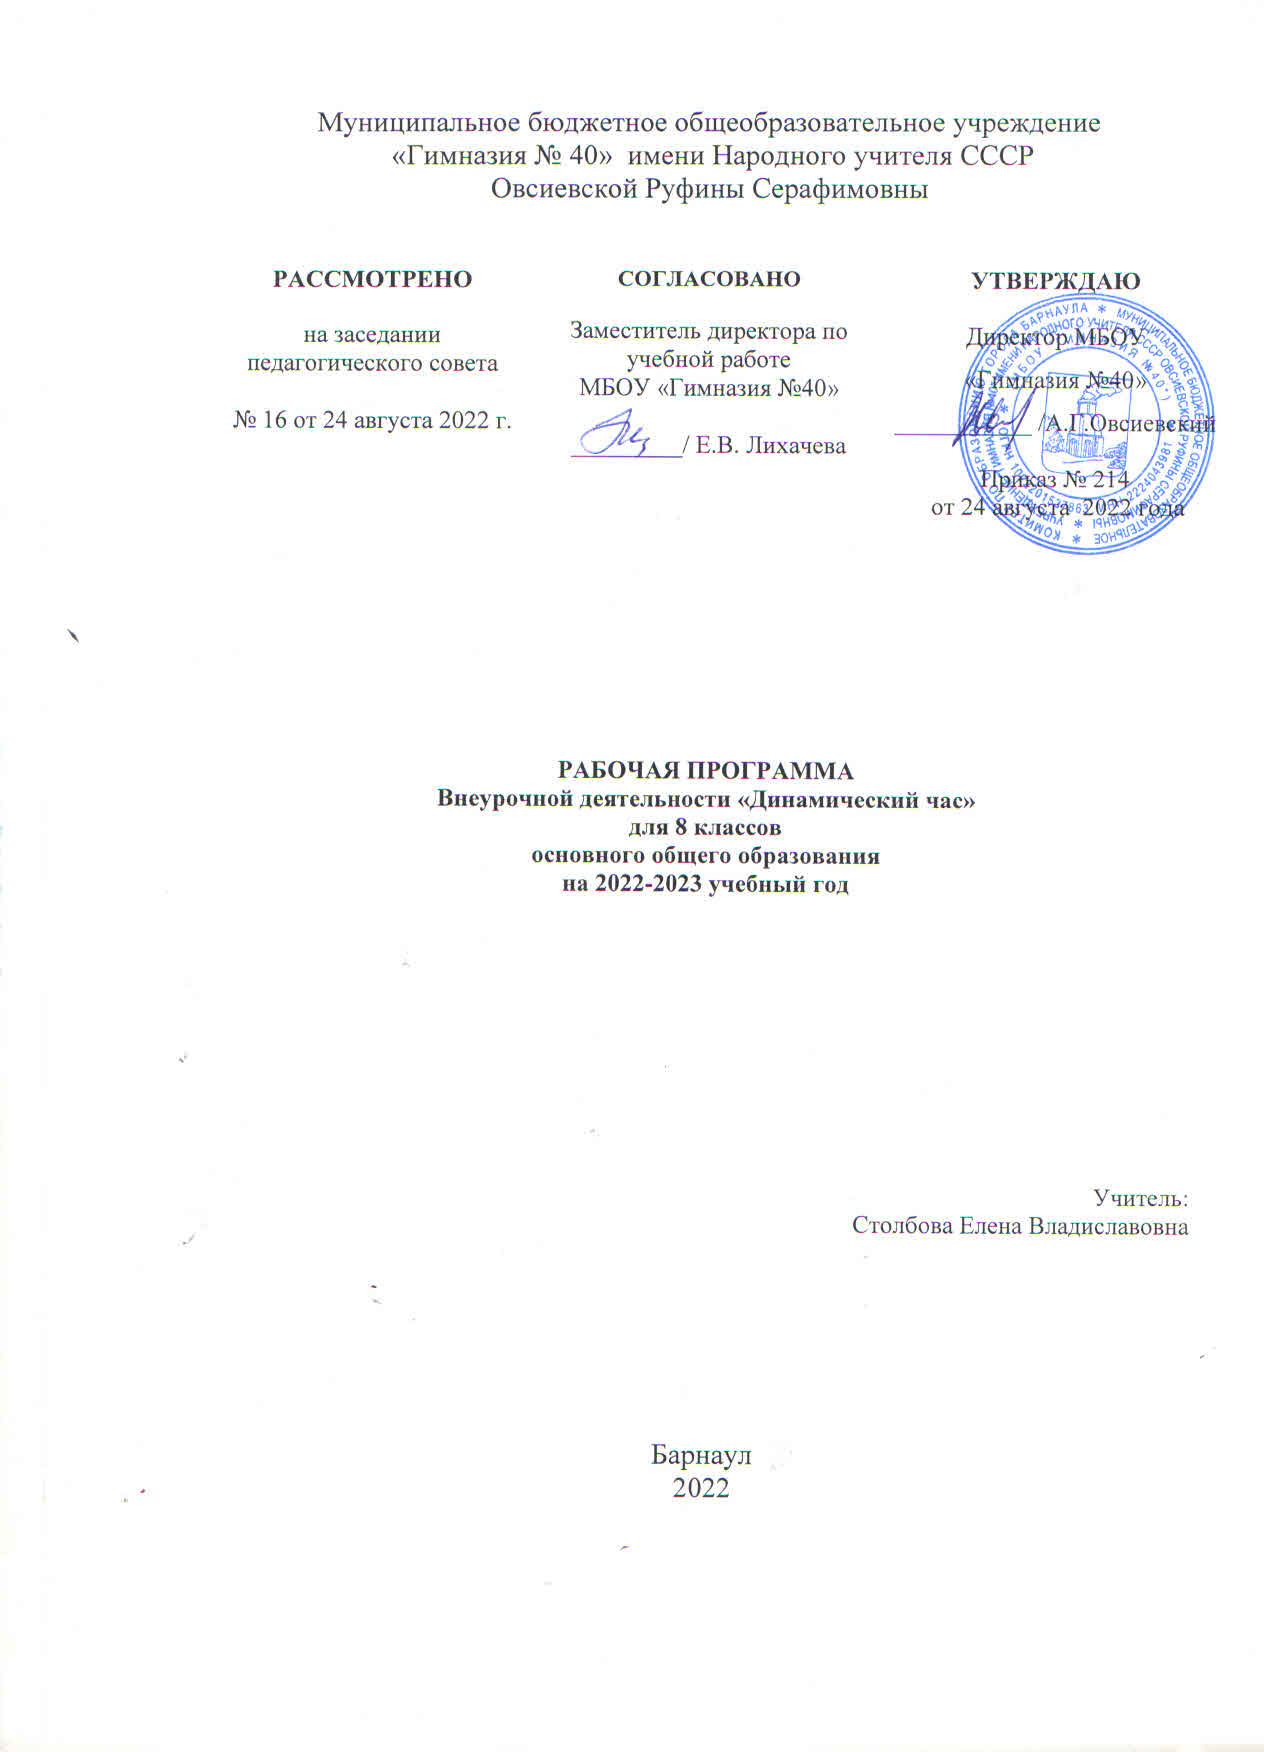 Муниципальное бюджетное общеобразовательное учреждение
«Гимназия № 40» имени Народного учителя СССР
Овсиевской Руфины Серафимовны
РАССМОТРЕНО
на заседании
педагогического совета
№ 16 от 24 августа 2022 г.
СОГЛАСОВАНО
Заместитель директора по
учебной работе
МБОУ «Гимназия №40»
/ Е.В. Лихачева
УТВЕРЖДАЮ
Директор МБОУ
«Гимназия №40»
/А.Г.Овсиевский
Приказ № 214
от 24 августа 2022 года
РАБОЧАЯ ПРОГРАММА
Внеурочной деятельности «Динамический час»
для 8 классов
основного общего образования
на 2022-2023 учебный год
Учитель:
Столбова Елена Владиславовна
Барнаул
2022